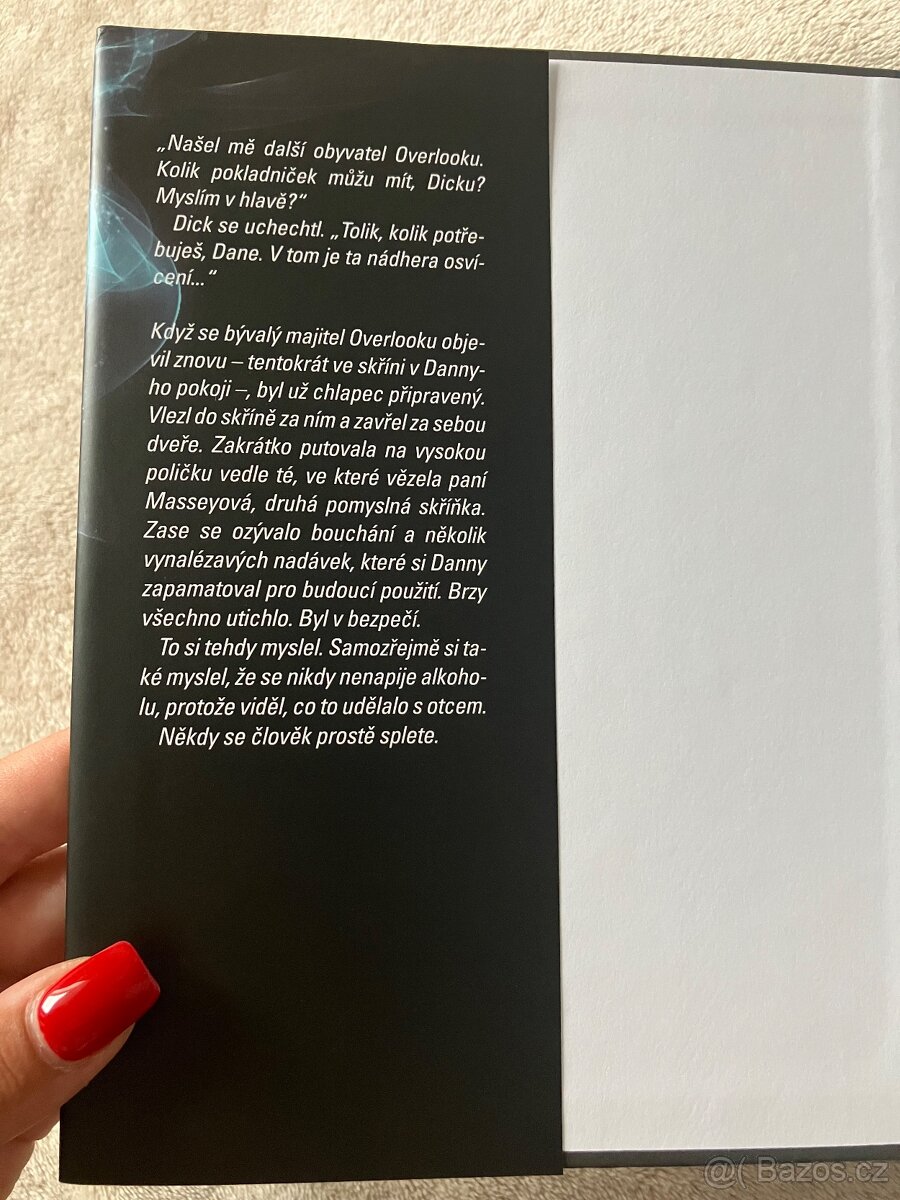 „Našel mě další obyvatel Overlooku.
Kolik pokladniček můžu mít, Dicku?
Myslím v hlavě?“
Dick se uchechtl. „Tolik, kolik potře-
buješ, Dane. V tom je ta nádhera osví-
cení...“
Když se bývalý majitel Overlooku obje-
vil znovu – tentokrát ve skříni v Danny-
ho pokoji –, byl už chlapec připravený.
Vlezl do skříně za ním a zavřel za sebou
dveře. Zakrátko putovala na vysokou
poličku vedle té, ve které vězela paní
Masseyová, druhá pomyslná skříňka.
Zase se ozývalo bouchání a několik
vynalézavých nadávek, které si Danny
zapamatoval pro budoucí použití. Brzy
všechno utichlo. Byl v bezpečí.
To si tehdy myslel. Samozřejmě si ta-
ké myslel, že se nikdy nenapije alkoho-
lu, protože viděl, co to udělalo s otcem.
Někdy se člověk prostě splete.
@( Bazos.cz